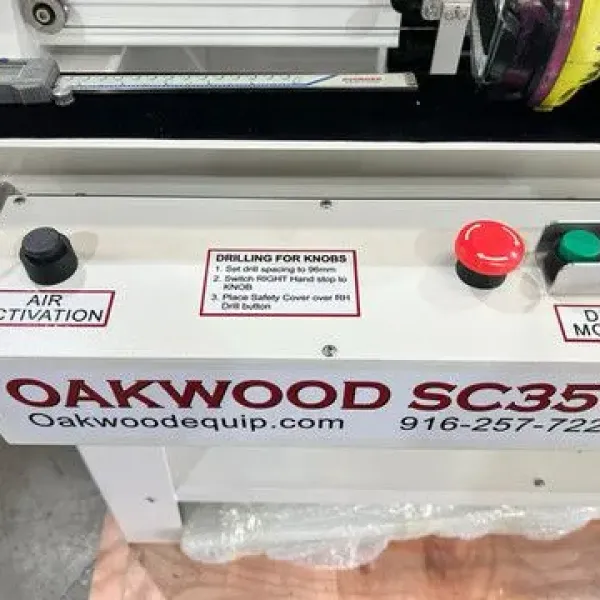 DRILLING FOR KNOBS
1. Set drill spacing to 96mm
2. Switch RIGHT Hand stop to
KNOB
3. Place Safety Cover over RH
Drill button
AIR
CTIVATION
D
MO
OAKWOOD SC35
Oakwoodequip.com 916-257-722